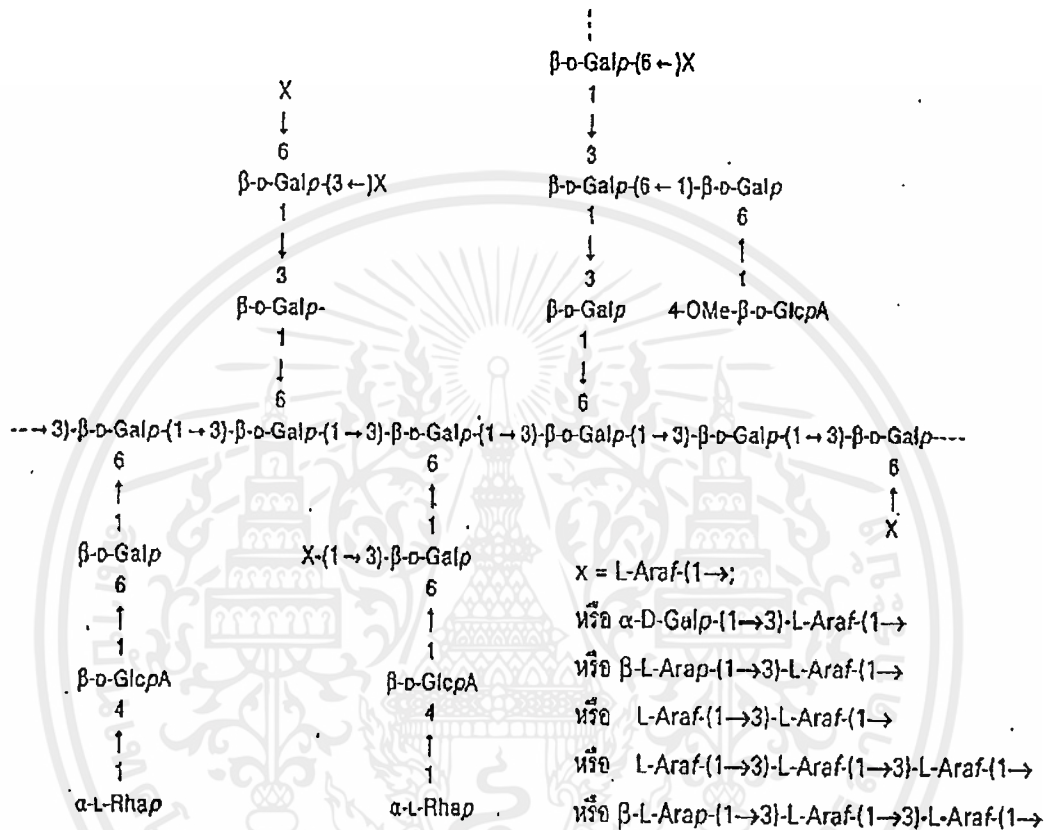 β-D-Galp-(6←)X
1
↓
3
X
↓
6
β-D-Galp-(3←)X
β-D-Galp-(6←1)-β-D-Galp
1
↓
3
1
↓
3
6
↑
1
β-D-Galp-
β-D-Galp
4-OMe-β-D-GlcpA
1
↓
6
1
↓
6
---→3)-β-D-Galp-(1→3)-β-D-Galp-(1→3)-β-D-Galp-(1→3)-β-D-Galp-(1→3)-β-D-Galp-(1→3)-β-D-Galp----
6
↑
1
6
↑
1
6
↑
X
β-D-Galp
X-(1→3)-β-D-Galp
6
↑
1
6
↑
1
β-D-GlcpA
β-D-GlcpA
4
↑
1
4
↑
1
α-L-Rhap
α-L-Rhap
x = L-Araf-(1→;
หรือ α-D-Galp-(1→3)-L-Araf-(1→
หรือ β-L-Arap-(1→3)-L-Araf-(1→
หรือ L-Araf-(1→3)-L-Araf-(1→
หรือ L-Araf-(1→3)-L-Araf-(1→3)-L-Araf-(1→
หรือ β-L-Arap-(1→3)-L-Araf-(1→3)-L-Araf-(1→